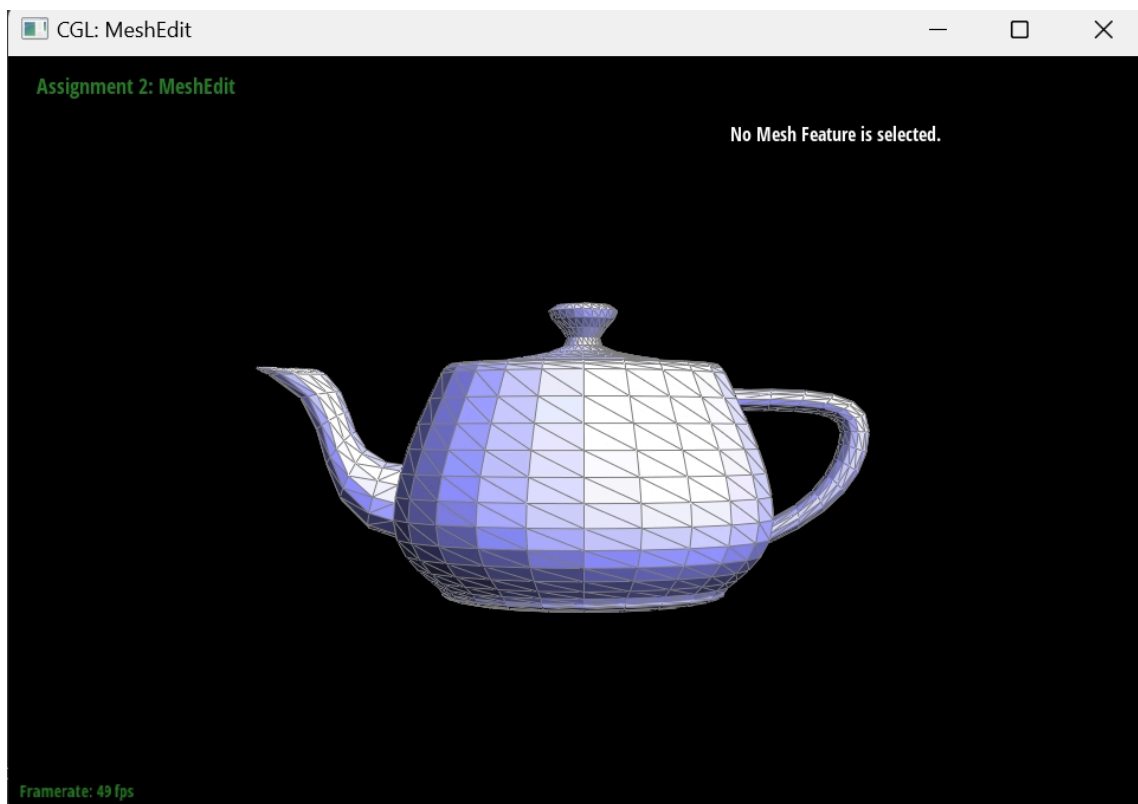 CGL: MeshEdit
Assignment 2: MeshEdit
No Mesh Feature is selected.
Framerate: 49 fps